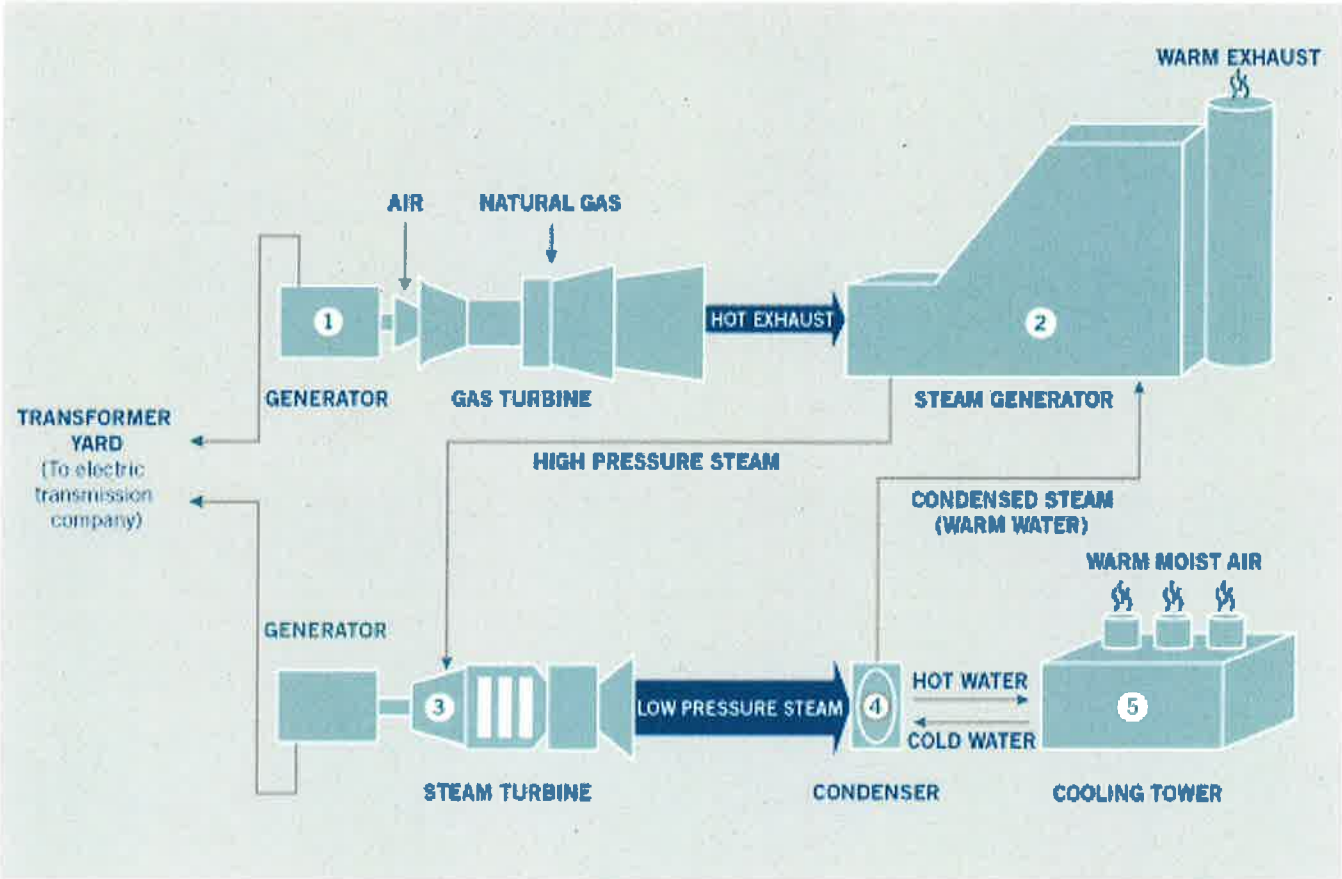 WARM EXHAUST
AIR
NATURAL GAS
1
HOT EXHAUST
2
GENERATOR
GAS TURBINE
STEAM GENERATOR
TRANSFORMER
YARD
(To electric
transmission
company)
HIGH PRESSURE STEAM
CONDENSED STEAM
(WARM WATER)
WARM MOIST AIR
GENERATOR
3
LOW PRESSURE STEAM
4
HOT WATER
COLD WATER
5
STEAM TURBINE
CONDENSER
COOLING TOWER